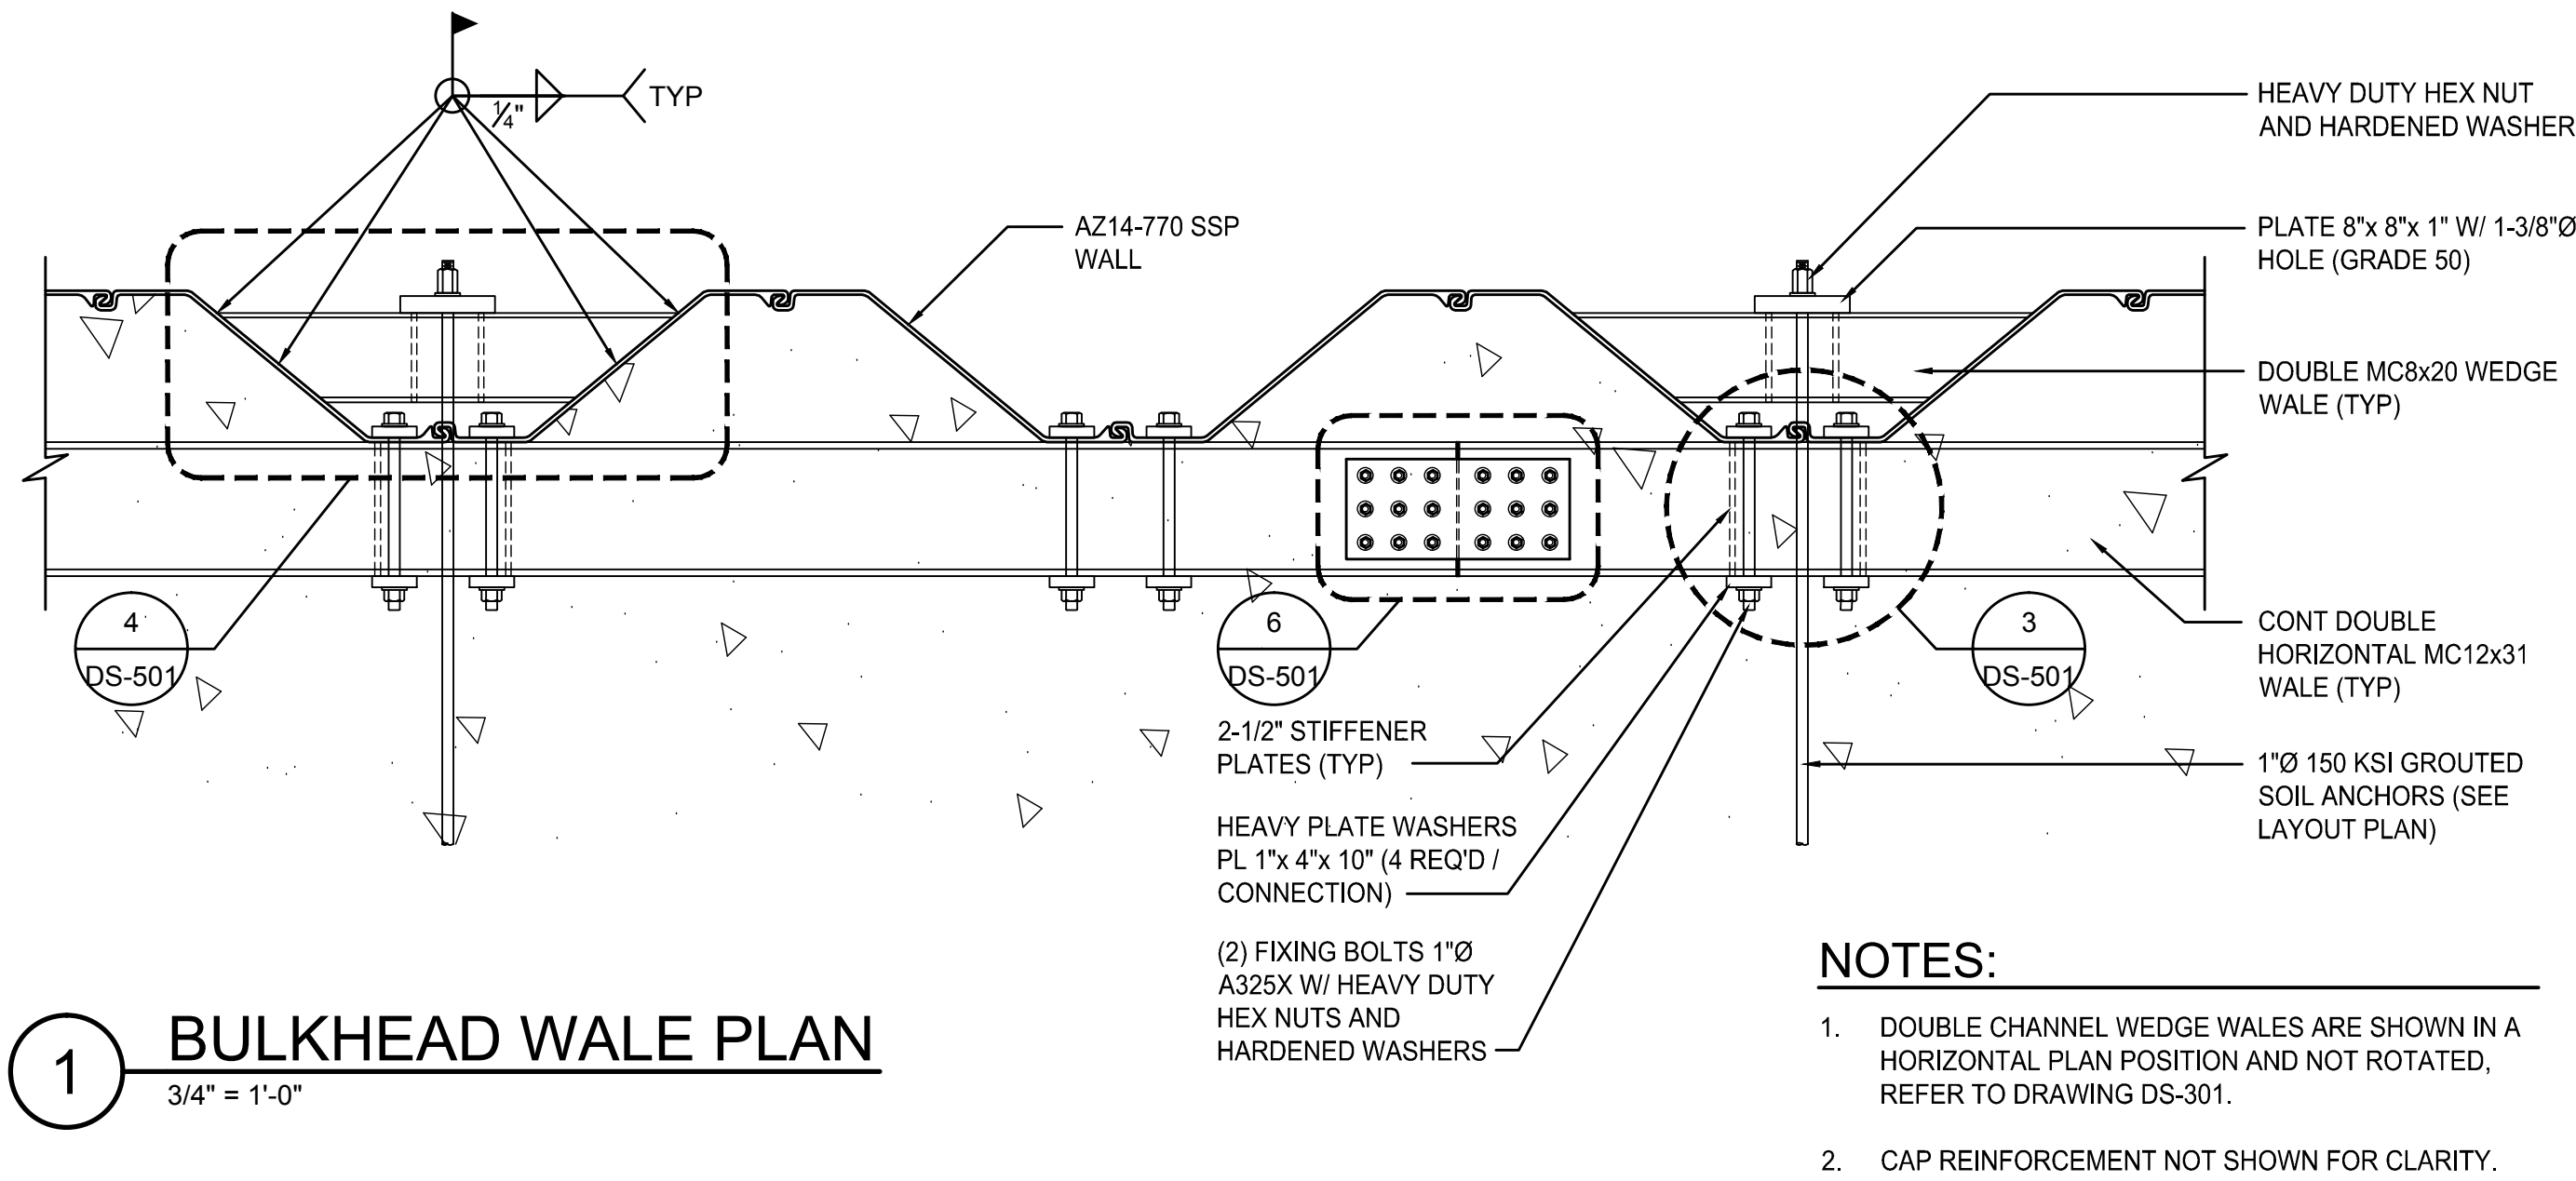 1/4"
TYP
AZ14-770 SSP
WALL
HEAVY DUTY HEX NUT
AND HARDENED WASHER
PLATE 8"x 8"x 1" W/ 1-3/8"Ø
HOLE (GRADE 50)
DOUBLE MC8x20 WEDGE
WALE (TYP)
CONT DOUBLE
HORIZONTAL MC12x31
WALE (TYP)
1"Ø 150 KSI GROUTED
SOIL ANCHORS (SEE
LAYOUT PLAN)
4
DS-501
6
DS-501
3
DS-501
2-1/2" STIFFENER
PLATES (TYP)
HEAVY PLATE WASHERS
PL 1"x 4"x 10" (4 REQ'D /
CONNECTION)
(2) FIXING BOLTS 1"Ø
A325X W/ HEAVY DUTY
HEX NUTS AND
HARDENED WASHERS
1
BULKHEAD WALE PLAN
3/4" = 1'-0"
NOTES:
1. DOUBLE CHANNEL WEDGE WALES ARE SHOWN IN A
HORIZONTAL PLAN POSITION AND NOT ROTATED,
REFER TO DRAWING DS-301.
2. CAP REINFORCEMENT NOT SHOWN FOR CLARITY.